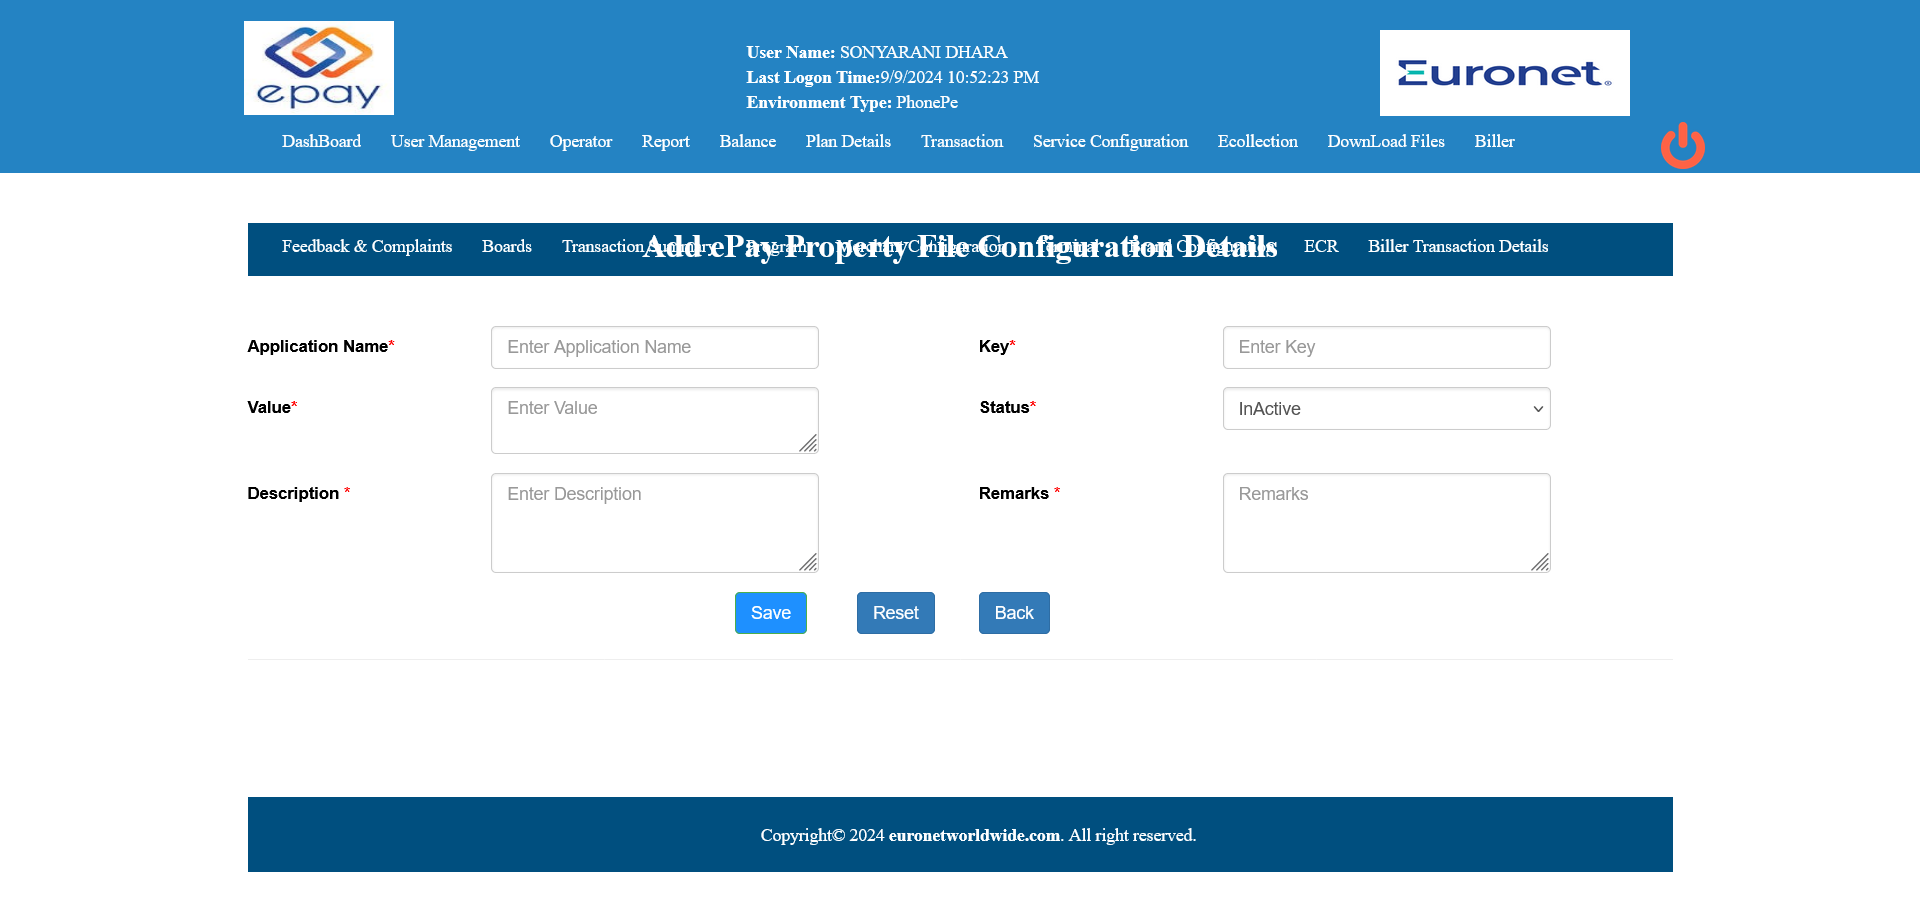 epay
User Name: SONYARANI DHARA
Last Logon Time:9/9/2024 10:52:23 PM
Environment Type: PhonePe
Euronet®
DashBoard User Management Operator Report Balance Plan Details Transaction Service Configuration Ecollection DownLoad Files Biller
Feedback & Complaints Boards Transaction Summary Program Merchant Configuration Terminal Brand Configuration ECR Biller Transaction Details
Add ePay Property File Configuration Details
Application Name* Enter Application Name Key* Enter Key
Value* Enter Value Status* InActive
Description * Enter Description Remarks * Remarks
Save Reset Back
Copyright© 2024 euronetworldwide.com. All right reserved.